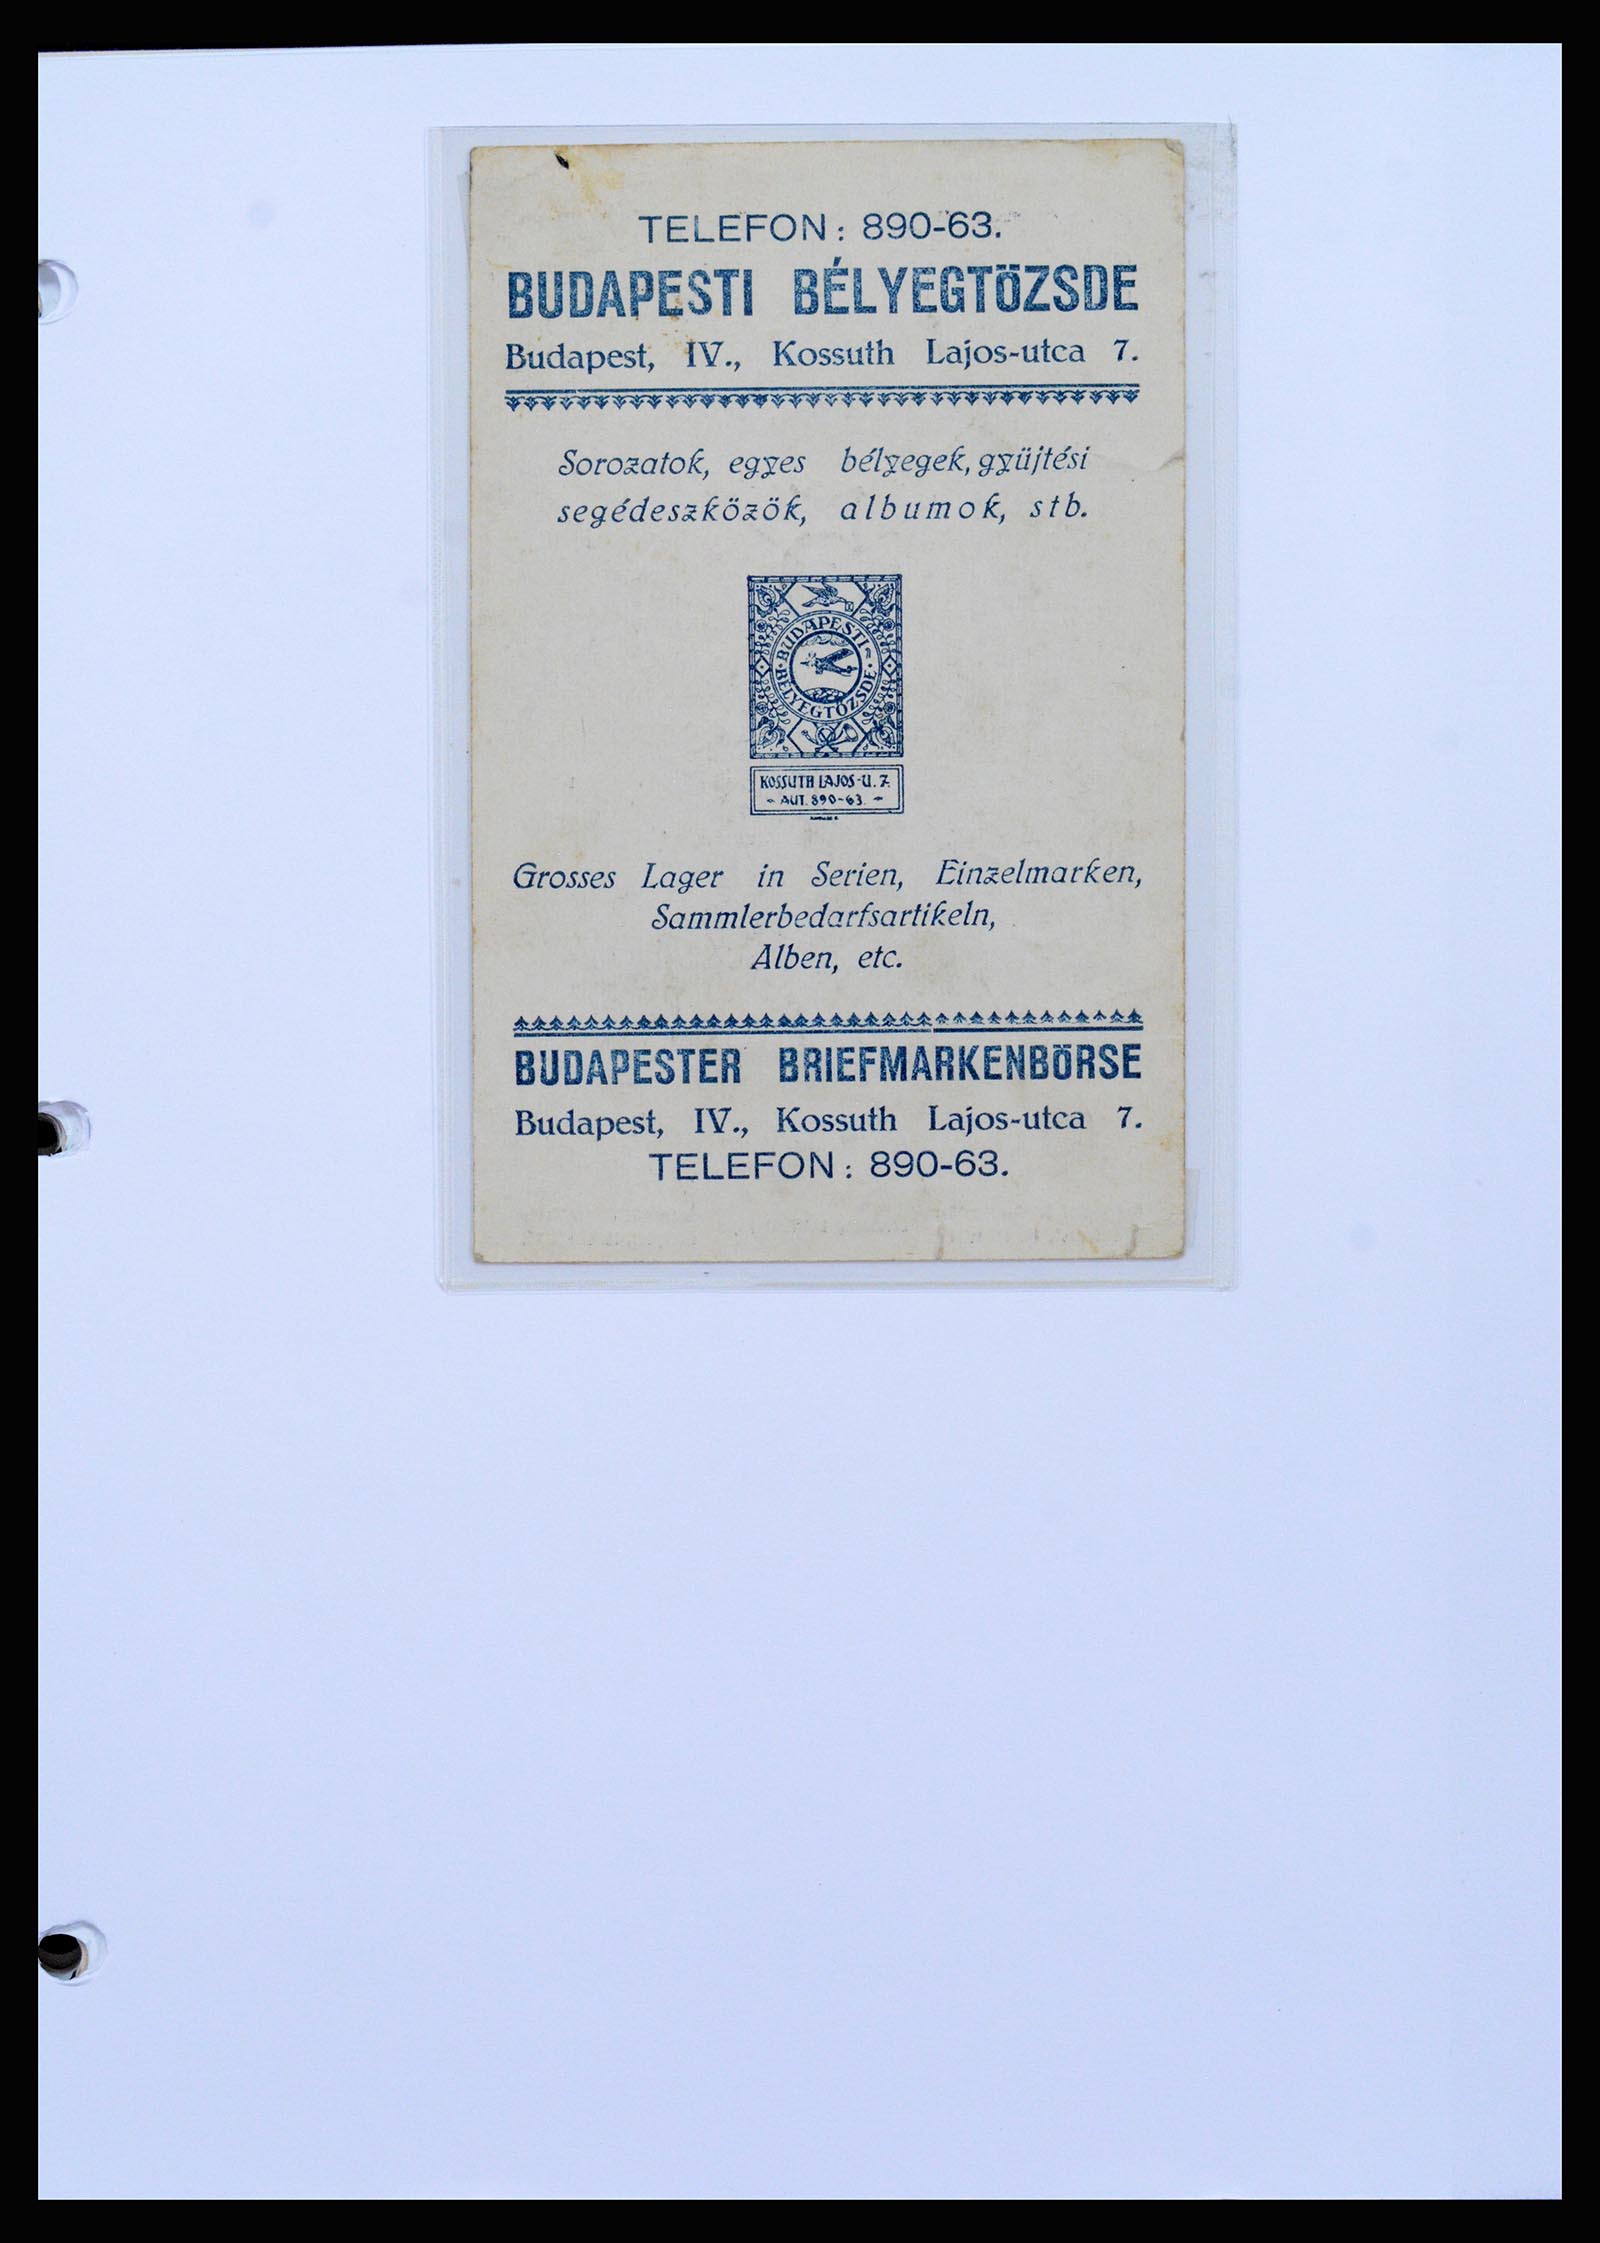 TELEFON: 890-63.
BUDAPESTI BÉLYEGTÖZSDE
Budapest, IV., Kossuth Lajos-utca 7.
Sorozatok, egyes bélyegek, gyüjtési
segédeszközök, albumok, stb.
BUDAPESTI
BÉLYEGTÖZSDE
KOSSUTH LAJOS-U. 7.
AUT. 890-63.
Grosses Lager in Serien, Einzelmarken,
Sammlerbedarfsartikeln,
Alben, etc.
BUDAPESTER BRIEFMARKENBÖRSE
Budapest, IV., Kossuth Lajos-utca 7.
TELEFON: 890-63.